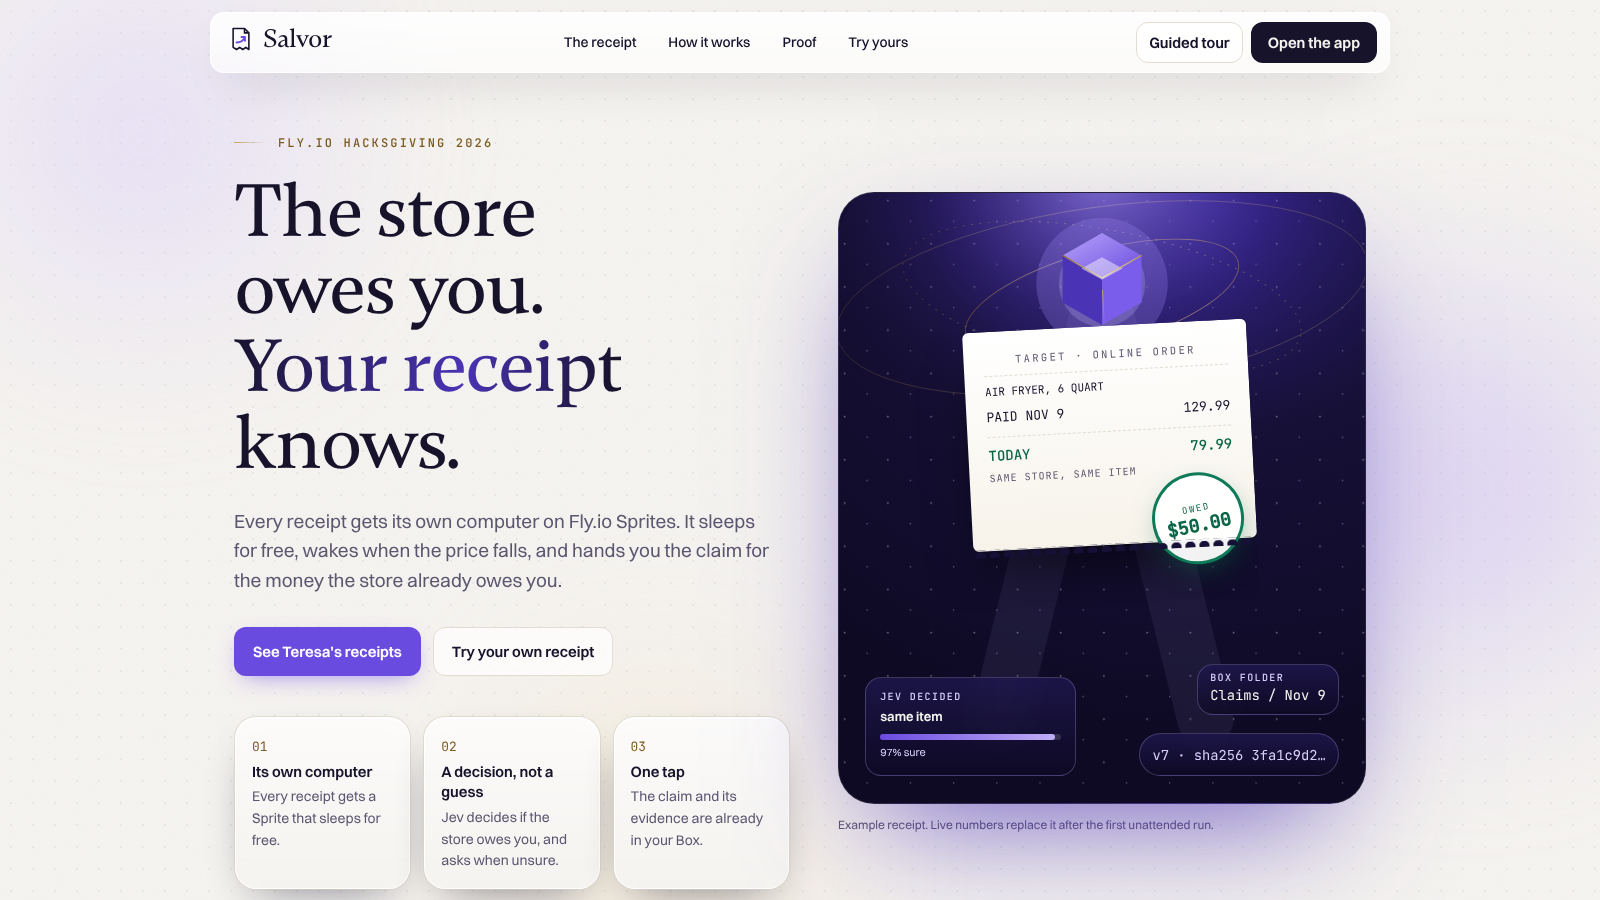 Salvor
The receipt
How it works
Proof
Try yours
Guided tour
Open the app
FLY.IO HACKSGIVING 2026
The store
owes you.
Your receipt
knows.
Every receipt gets its own computer on Fly.io Sprites. It sleeps
for free, wakes when the price falls, and hands you the claim for
the money the store already owes you.
See Teresa's receipts
Try your own receipt
01
Its own computer
Every receipt gets a
Sprite that sleeps for
free.
02
A decision, not a
guess
Jev decides if the
store owes you, and
asks when unsure.
03
One tap
The claim and its
evidence are already
in your Box.
TARGET · ONLINE ORDER
AIR FRYER, 6 QUART
PAID NOV 9 129.99
TODAY 79.99
SAME STORE, SAME ITEM
OWED
$50.00
JEV DECIDED
same item
97% sure
BOX FOLDER
Claims / Nov 9
v7 · sha256 3fa1c9d2…
Example receipt. Live numbers replace it after the first unattended run.